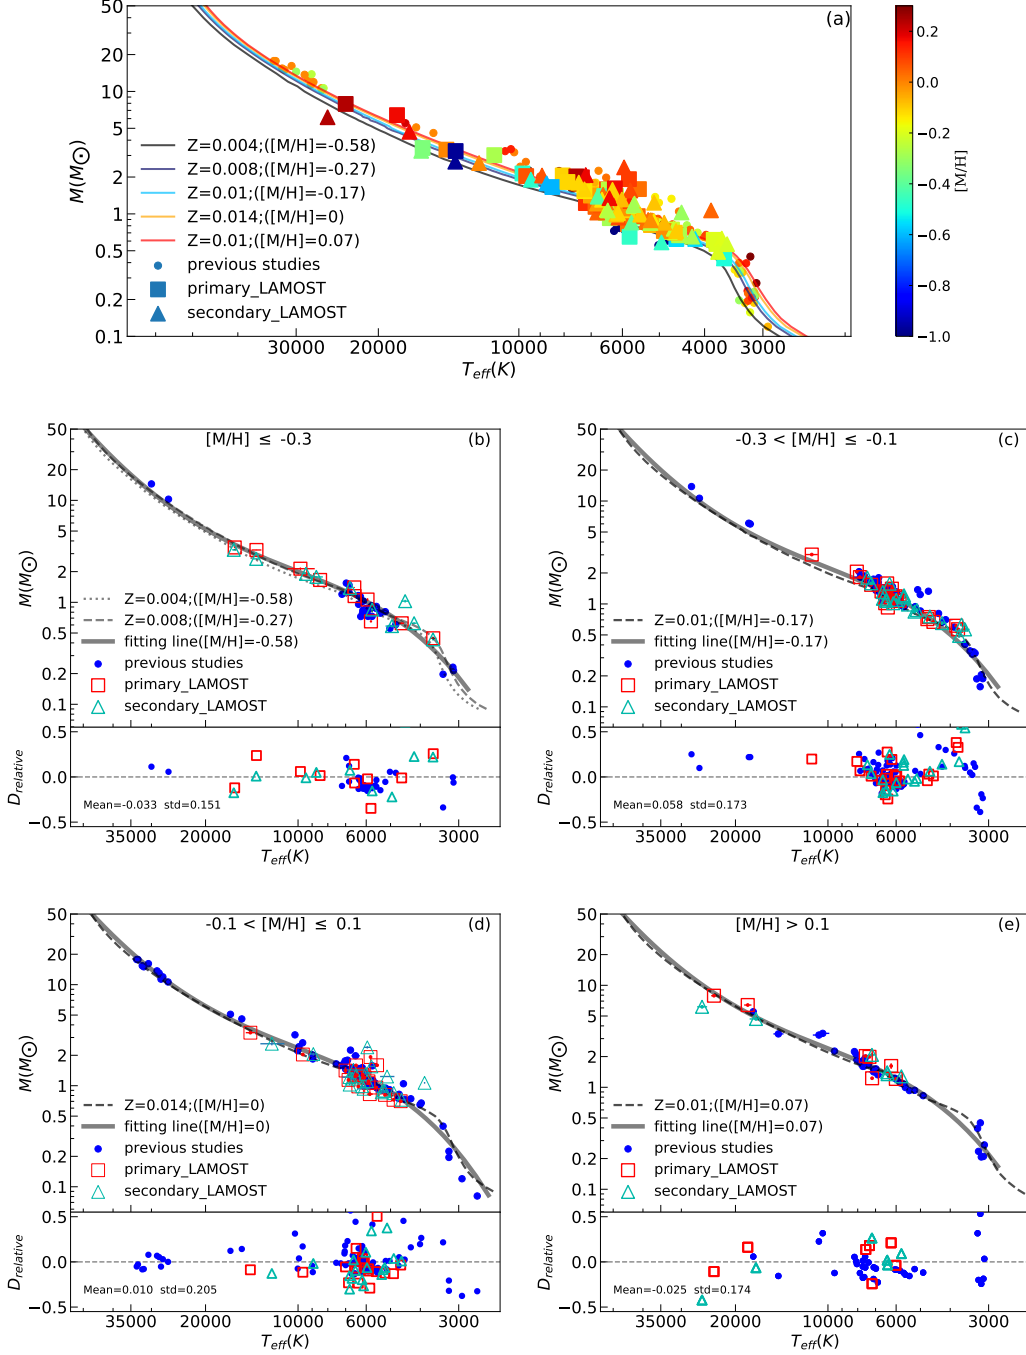 (a)
M(M⊙)
50
20
10
5
2
1
0.5
0.2
0.1
Z=0.004;([M/H]=-0.58)
Z=0.008;([M/H]=-0.27)
Z=0.01;([M/H]=-0.17)
Z=0.014;([M/H]=0)
Z=0.01;([M/H]=0.07)
previous studies
primary_LAMOST
secondary_LAMOST
30000 20000 10000 6000 4000 3000
Teff(K)
0.2
0.0
−0.2
−0.4
−0.6
−0.8
−1.0
[M/H]
[M/H] ≤ -0.3
(b)
M(M⊙)
50
20
10
5
2
1
0.5
0.2
0.1
Z=0.004;([M/H]=-0.58)
Z=0.008;([M/H]=-0.27)
fitting line([M/H]=-0.58)
previous studies
primary_LAMOST
secondary_LAMOST
Drelative
0.5
0.0
−0.5
Mean=-0.033 std=0.151
35000 20000 10000 6000 3000
Teff(K)
-0.3 < [M/H] ≤ -0.1
(c)
M(M⊙)
50
20
10
5
2
1
0.5
0.2
0.1
Z=0.01;([M/H]=-0.17)
fitting line([M/H]=-0.17)
previous studies
primary_LAMOST
secondary_LAMOST
Drelative
0.5
0.0
−0.5
Mean=0.058 std=0.173
35000 20000 10000 6000 3000
Teff(K)
-0.1 < [M/H] ≤ 0.1
(d)
M(M⊙)
50
20
10
5
2
1
0.5
0.2
0.1
Z=0.014;([M/H]=0)
fitting line([M/H]=0)
previous studies
primary_LAMOST
secondary_LAMOST
Drelative
0.5
0.0
−0.5
Mean=0.010 std=0.205
35000 20000 10000 6000 3000
Teff(K)
[M/H] > 0.1
(e)
M(M⊙)
50
20
10
5
2
1
0.5
0.2
0.1
Z=0.01;([M/H]=0.07)
fitting line([M/H]=0.07)
previous studies
primary_LAMOST
secondary_LAMOST
Drelative
0.5
0.0
−0.5
Mean=-0.025 std=0.174
35000 20000 10000 6000 3000
Teff(K)